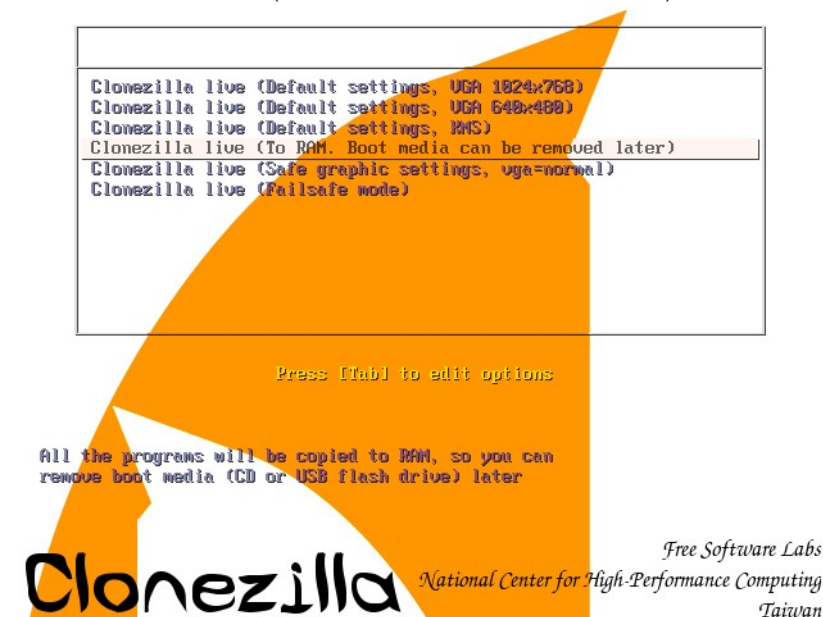 Clonezilla live (Default settings, VGA 1024x768)
Clonezilla live (Default settings, VGA 640x480)
Clonezilla live (Default settings, KMS)
Clonezilla live (To RAM. Boot media can be removed later)
Clonezilla live (Safe graphic settings, vga=normal)
Clonezilla live (Failsafe mode)
Press [Tab] to edit options
All the programs will be copied to RAM, so you can
remove boot media (CD or USB flash drive) later
Clonezilla
Free Software Labs
National Center for High-Performance Computing
Taiwan